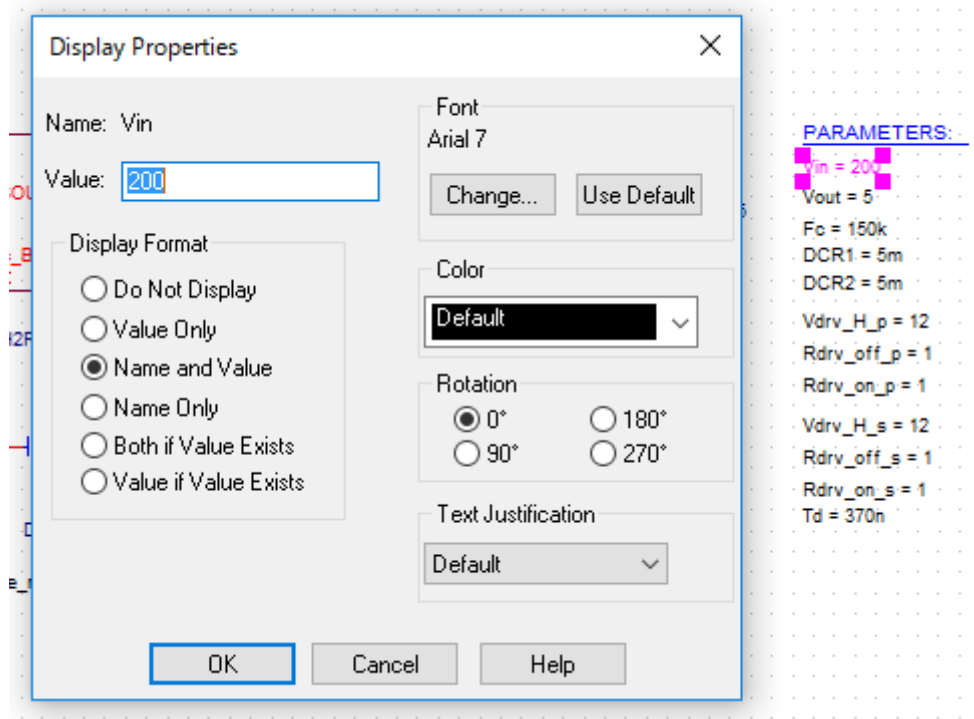 Display Properties
Name: Vin
Value: 200
Display Format
Do Not Display
Value Only
Name and Value
Name Only
Both if Value Exists
Value if Value Exists
Font
Arial 7
Change...
Use Default
Color
Default
Rotation
0°
180°
90°
270°
Text Justification
Default
OK
Cancel
Help
PARAMETERS:
Vin = 200
Vout = 5
Fc = 150k
DCR1 = 5m
DCR2 = 5m
Vdrv_H_p = 12
Rdrv_off_p = 1
Rdrv_on_p = 1
Vdrv_H_s = 12
Rdrv_off_s = 1
Rdrv_on_s = 1
Td = 370n